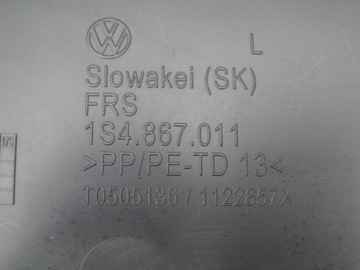 L
Slowakei (SK)
FRS
1S4.867.011
>PP/PE-TD 13<
T0505136 / 1122857X